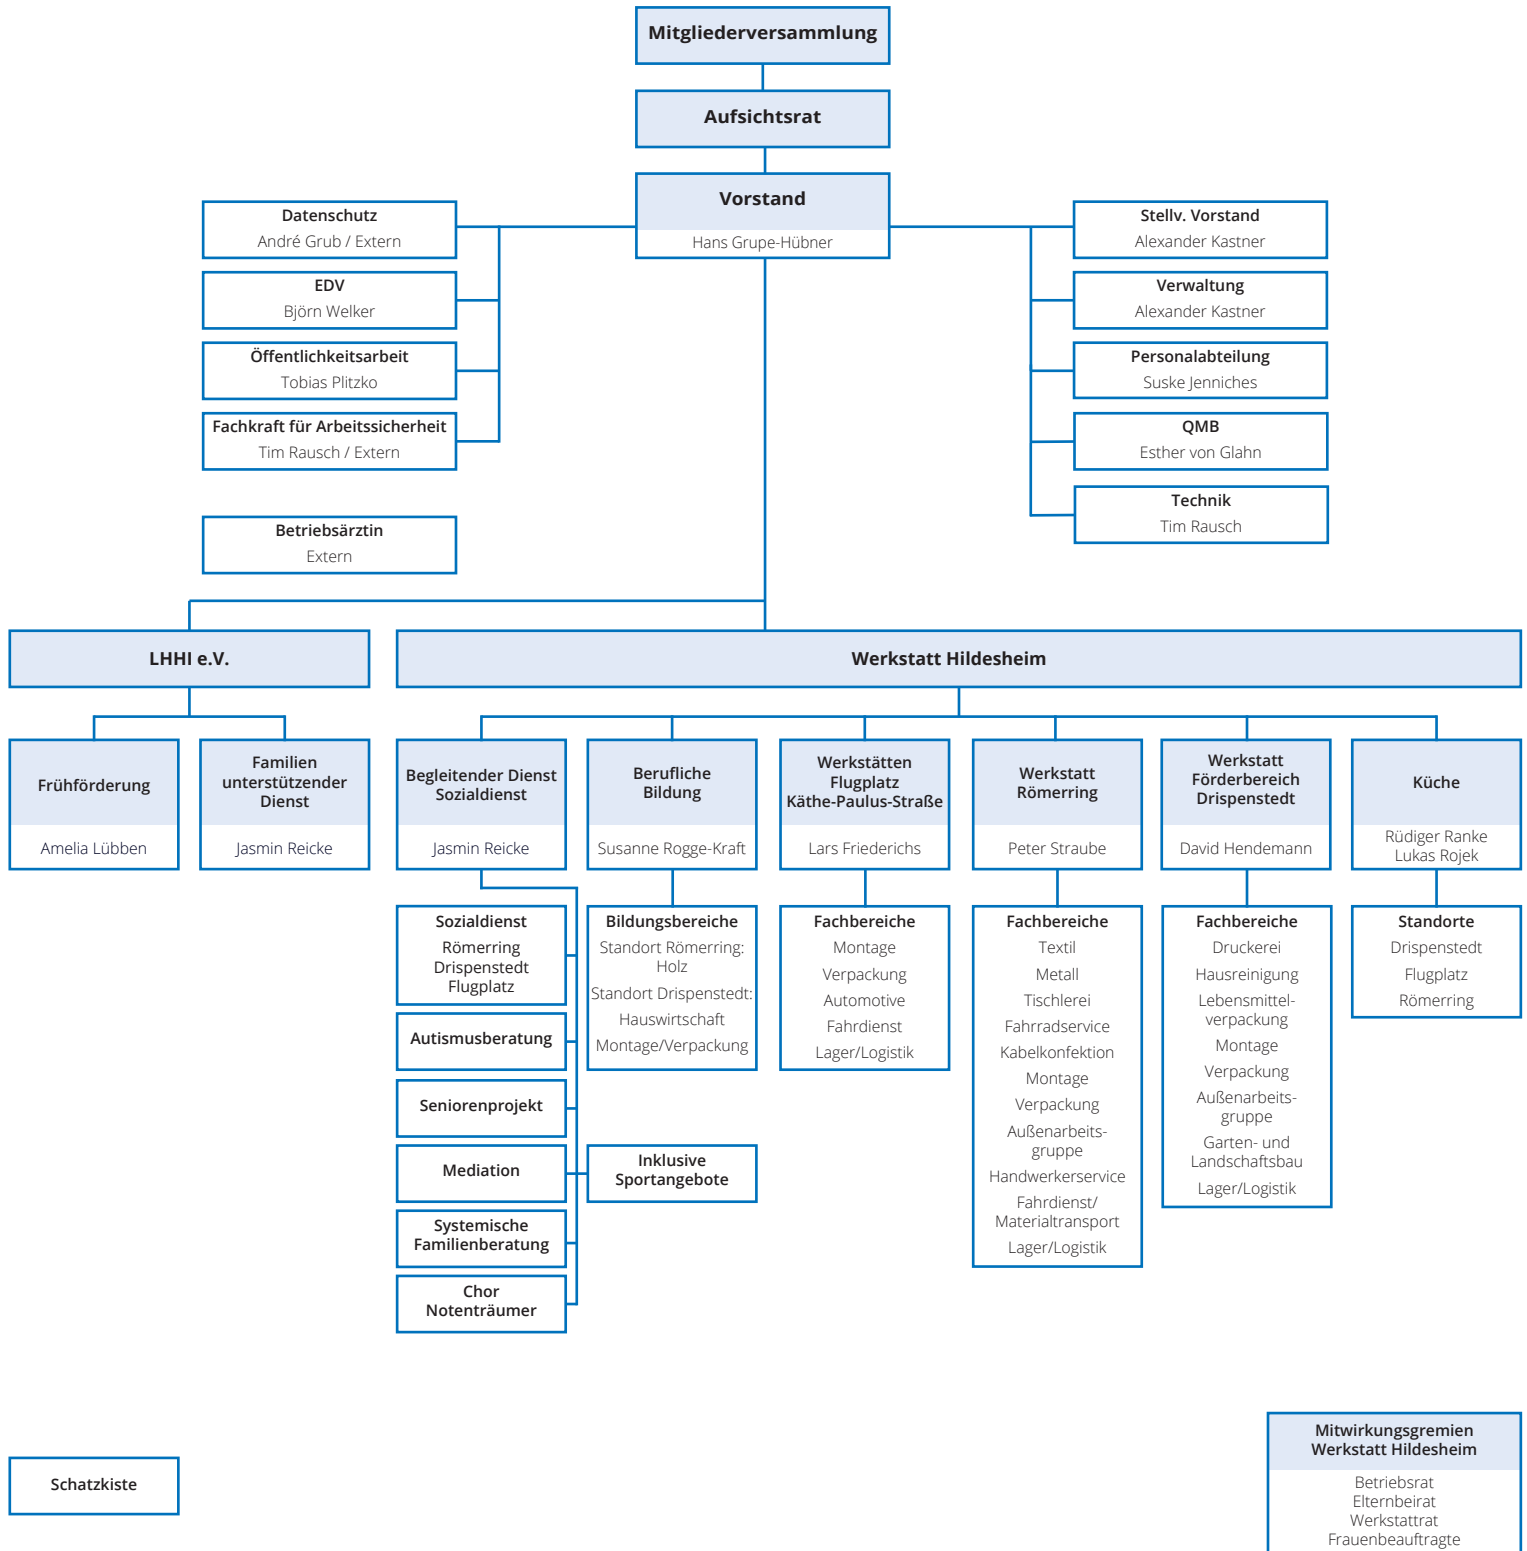 Mitgliederversammlung
Aufsichtsrat
Vorstand
Hans Grupe-Hübner
Datenschutz
André Grub / Extern
EDV
Björn Welker
Öffentlichkeitsarbeit
Tobias Plitzko
Fachkraft für Arbeitssicherheit
Tim Rausch / Extern
Betriebsärztin
Extern
Stellv. Vorstand
Alexander Kastner
Verwaltung
Alexander Kastner
Personalabteilung
Suske Jenniches
QMB
Esther von Glahn
Technik
Tim Rausch
LHHI e.V.
Werkstatt Hildesheim
Frühförderung
Amelia Lübben
Familien
unterstützender
Dienst
Jasmin Reicke
Begleitender Dienst
Sozialdienst
Jasmin Reicke
Sozialdienst
Römerring
Drispenstedt
Flugplatz
Autismusberatung
Seniorenprojekt
Mediation
Systemische
Familienberatung
Chor
Notenträumer
Inklusive
Sportangebote
Berufliche
Bildung
Susanne Rogge-Kraft
Bildungsbereiche
Standort Römerring:
Holz
Standort Drispenstedt:
Hauswirtschaft
Montage/Verpackung
Werkstätten
Flugplatz
Käthe-Paulus-Straße
Lars Friederichs
Fachbereiche
Montage
Verpackung
Automotive
Fahrdienst
Lager/Logistik
Werkstatt
Römerring
Peter Straube
Fachbereiche
Textil
Metall
Tischlerei
Fahrradservice
Kabelkonfektion
Montage
Verpackung
Außenarbeits-
gruppe
Handwerkerservice
Fahrdienst/
Materialtransport
Lager/Logistik
Werkstatt
Förderbereich
Drispenstedt
David Hendemann
Fachbereiche
Druckerei
Hausreinigung
Lebensmittel-
verpackung
Montage
Verpackung
Außenarbeits-
gruppe
Garten- und
Landschaftsbau
Lager/Logistik
Küche
Rüdiger Ranke
Lukas Rojek
Standorte
Drispenstedt
Flugplatz
Römerring
Schatzkiste
Mitwirkungsgremien
Werkstatt Hildesheim
Betriebsrat
Elternbeirat
Werkstattrat
Frauenbeauftragte